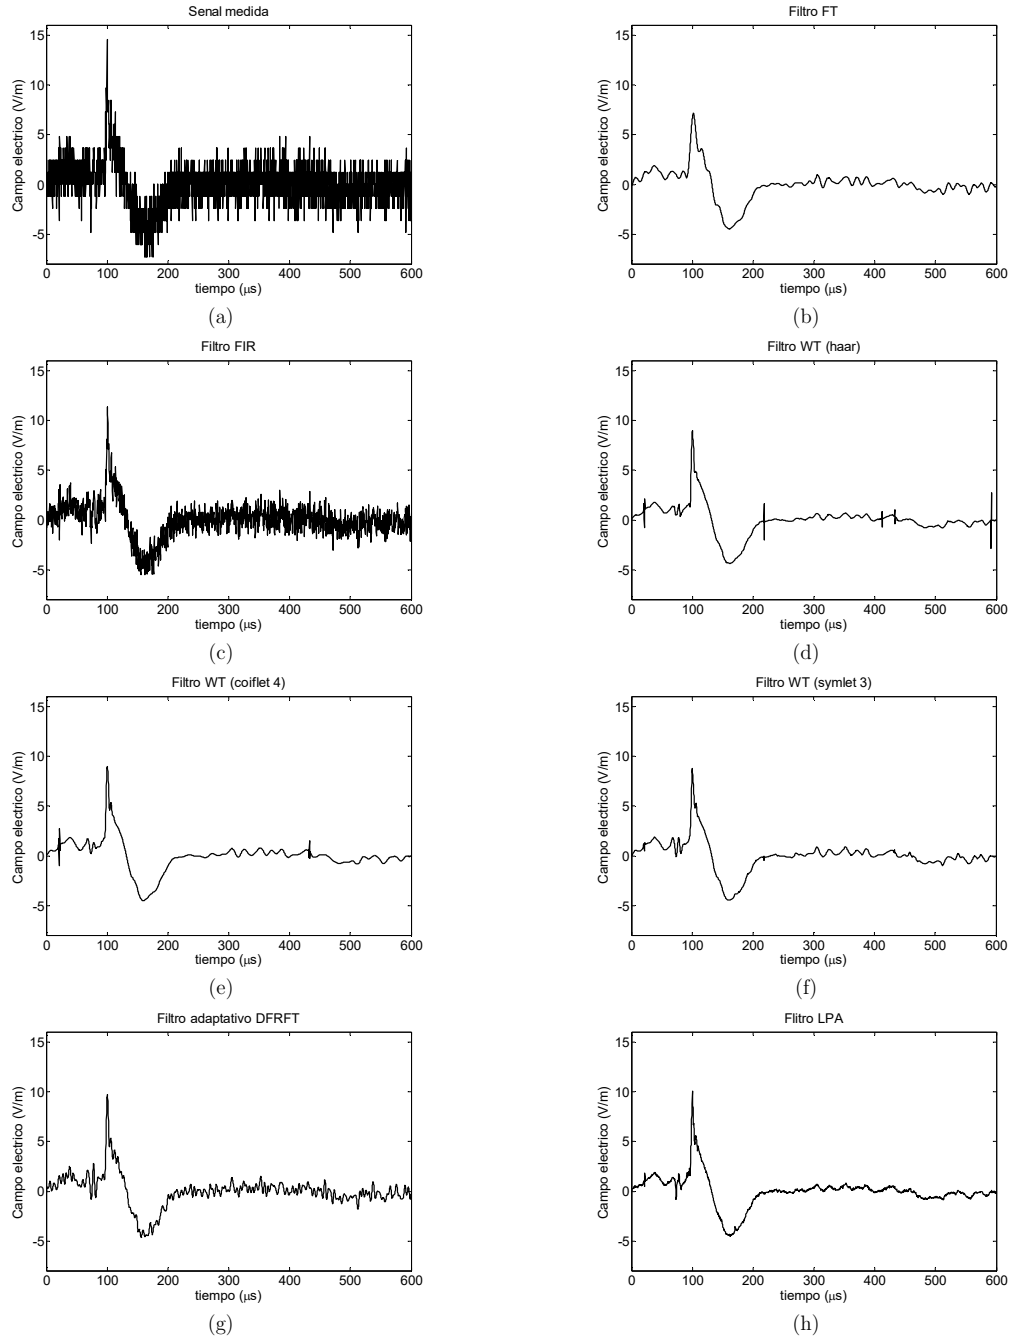 Senal medida
Campo electrico (V/m)
15
10
5
0
-5
0 100 200 300 400 500 600
tiempo (μs)
(a)
Filtro FT
Campo electrico (V/m)
15
10
5
0
-5
0 100 200 300 400 500 600
tiempo (μs)
(b)
Filtro FIR
Campo electrico (V/m)
15
10
5
0
-5
0 100 200 300 400 500 600
tiempo (μs)
(c)
Filtro WT (haar)
Campo electrico (V/m)
15
10
5
0
-5
0 100 200 300 400 500 600
tiempo (μs)
(d)
Filtro WT (coiflet 4)
Campo electrico (V/m)
15
10
5
0
-5
0 100 200 300 400 500 600
tiempo (μs)
(e)
Filtro WT (symlet 3)
Campo electrico (V/m)
15
10
5
0
-5
0 100 200 300 400 500 600
tiempo (μs)
(f)
Filtro adaptativo DFRFT
Campo electrico (V/m)
15
10
5
0
-5
0 100 200 300 400 500 600
tiempo (μs)
(g)
Flitro LPA
Campo electrico (V/m)
15
10
5
0
-5
0 100 200 300 400 500 600
tiempo (μs)
(h)